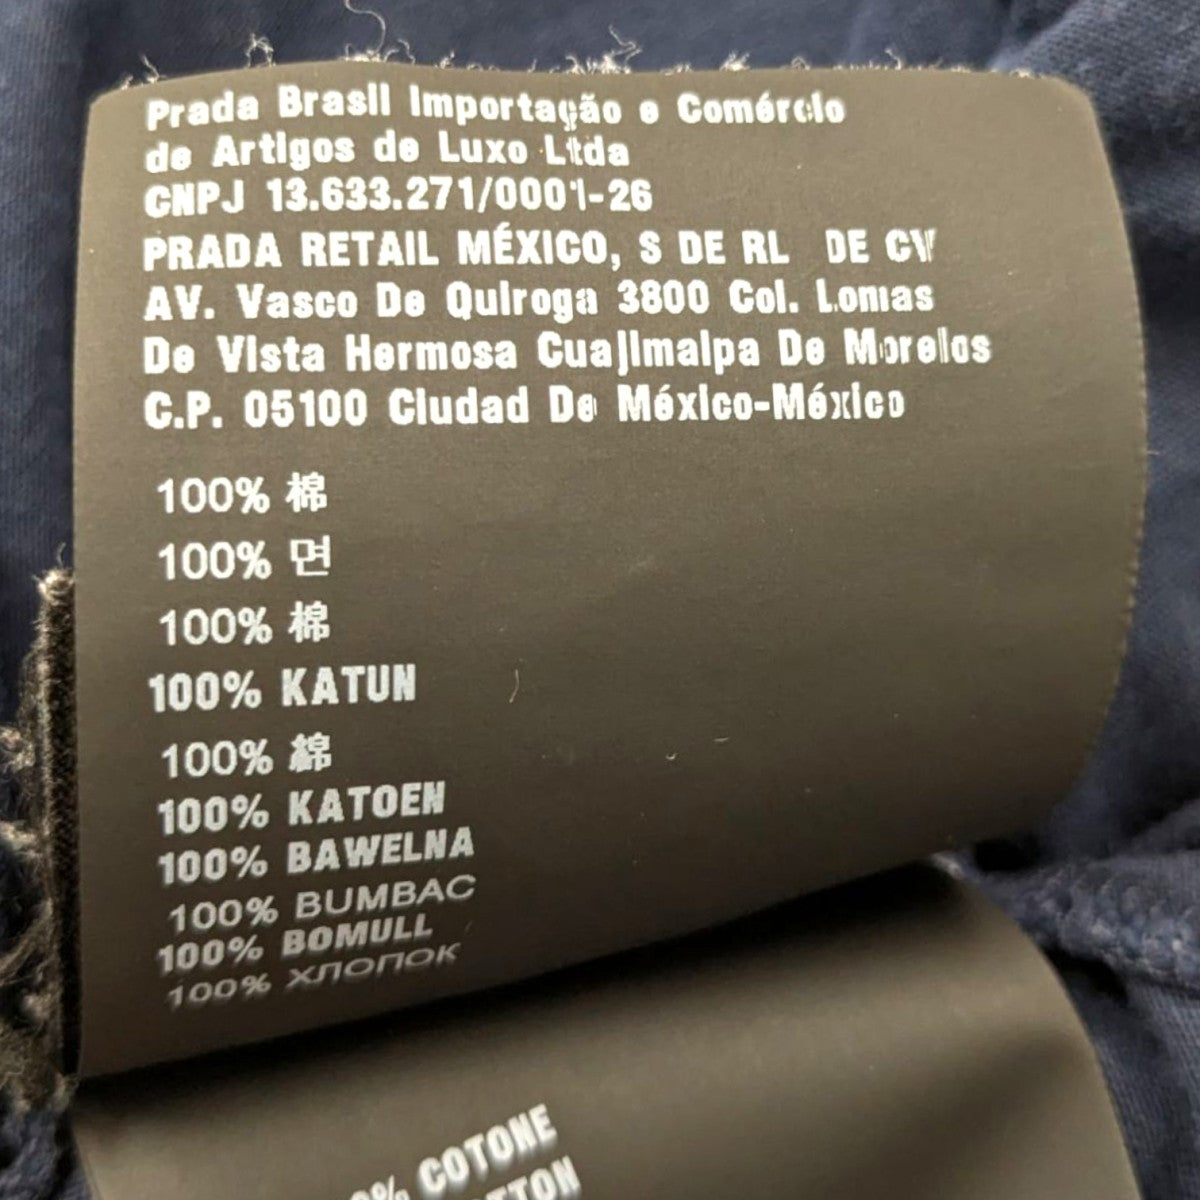 Prada Brasil Importação e Comércio
de Artigos de Luxo Ltda
CNPJ 13.633.271/0001-26
PRADA RETAIL MÉXICO, S DE RL DE CV
AV. Vasco De Quiroga 3800 Col. Lomas
De Vista Hermosa Cuajimalpa De Morelos
C.P. 05100 Ciudad De México-México
100% 棉
100% 면
100% 棉
100% KATUN
100% 綿
100% KATOEN
100% BAWELNA
100% BUMBAC
100% BOMULL
100% ХЛОПОК
% COTONE